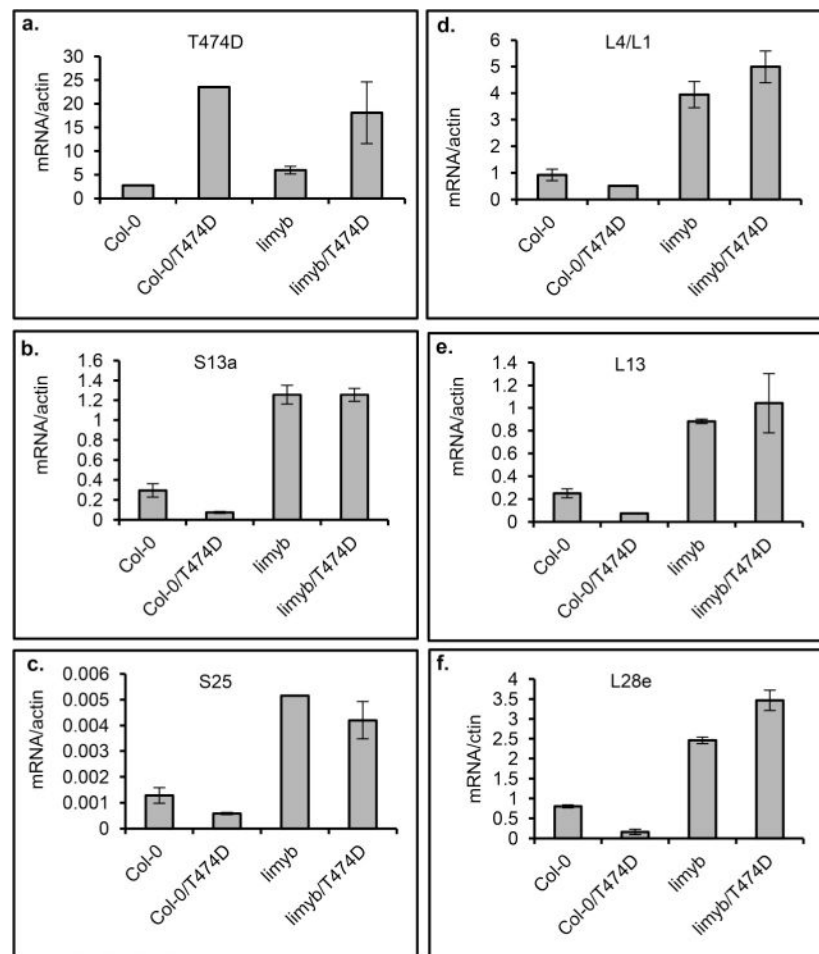 a.
T474D
mRNA/actin
30
25
20
15
10
5
0
Col-0
Col-0/T474D
limyb
limyb/T474D
b.
S13a
mRNA/actin
1.6
1.4
1.2
1
0.8
0.6
0.4
0.2
0
Col-0
Col-0/T474D
limyb
limyb/T474D
c.
S25
mRNA/actin
0.006
0.005
0.004
0.003
0.002
0.001
0
Col-0
Col-0/T474D
limyb
limyb/T474D
d.
L4/L1
mRNA/actin
6
5
4
3
2
1
0
Col-0
Col-0/T474D
limyb
limyb/T474D
e.
L13
mRNA/actin
1.4
1.2
1
0.8
0.6
0.4
0.2
0
Col-0
Col-0/T474D
limyb
limyb/T474D
f.
L28e
mRNA/ctin
4
3.5
3
2.5
2
1.5
1
0.5
0
Col-0
Col-0/T474D
limyb
limyb/T474D